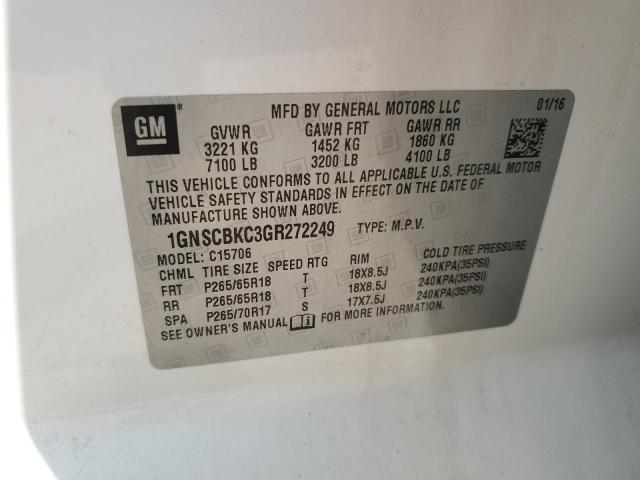 GM
MFD BY GENERAL MOTORS LLC 01/16
GVWR GAWR FRT GAWR RR
3221 KG 1452 KG 1860 KG
7100 LB 3200 LB 4100 LB
THIS VEHICLE CONFORMS TO ALL APPLICABLE U.S. FEDERAL MOTOR
VEHICLE SAFETY STANDARDS IN EFFECT ON THE DATE OF
MANUFACTURE SHOWN ABOVE.
1GNSCBKC3GR272249 TYPE: M.P.V.
MODEL: C15706
CHML TIRE SIZE SPEED RTG RIM COLD TIRE PRESSURE
FRT P265/65R18 T 18X8.5J 240KPA(35PSI)
RR P265/65R18 T 18X8.5J 240KPA(35PSI)
SPA P265/70R17 S 17X7.5J 240KPA(35PSI)
SEE OWNER'S MANUAL FOR MORE INFORMATION.